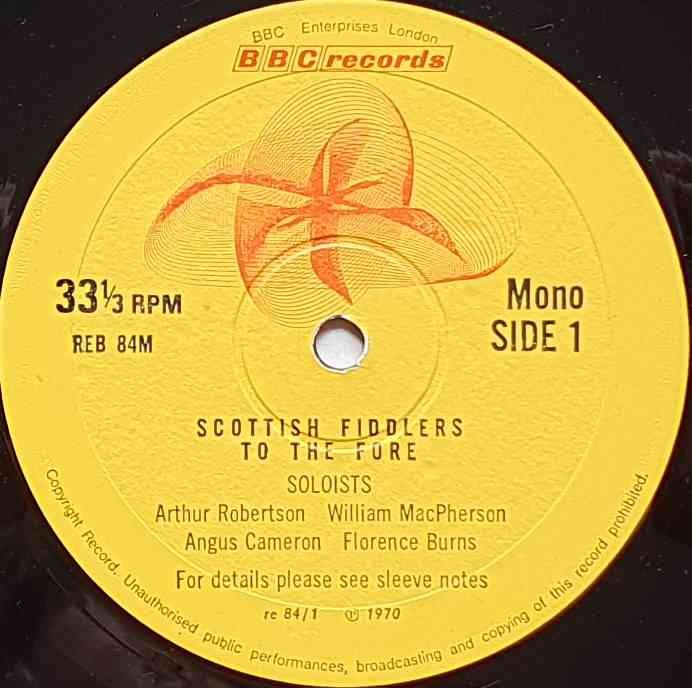 BBC Enterprises London
BBC records
33⅓ RPM
REB 84M
Mono
SIDE 1
SCOTTISH FIDDLERS
TO THE FORE
SOLOISTS
Arthur Robertson William MacPherson
Angus Cameron Florence Burns
For details please see sleeve notes
re 84/1 ℗ 1970
Copyright Record. Unauthorised public performances, broadcasting and copying of this record prohibited.